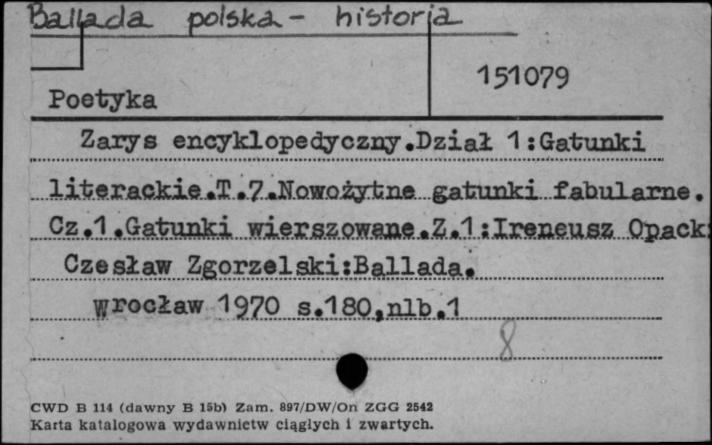 Ballada polska - historia
151079
Poetyka
Zarys encyklopedyczny.Dział 1:Gatunki
literackie.T.7.Nowożytne gatunki fabularne.
Cz.1.Gatunki wierszowane.Z.1:Ireneusz Opack
Czesław Zgorzelski:Ballada.
Wrocław 1970 s.180,nlb.1
8
CWD B 114 (dawny B 15b) Zam. 897/DW/On ZGG 2542
Karta katalogowa wydawnictw ciągłych i zwartych.